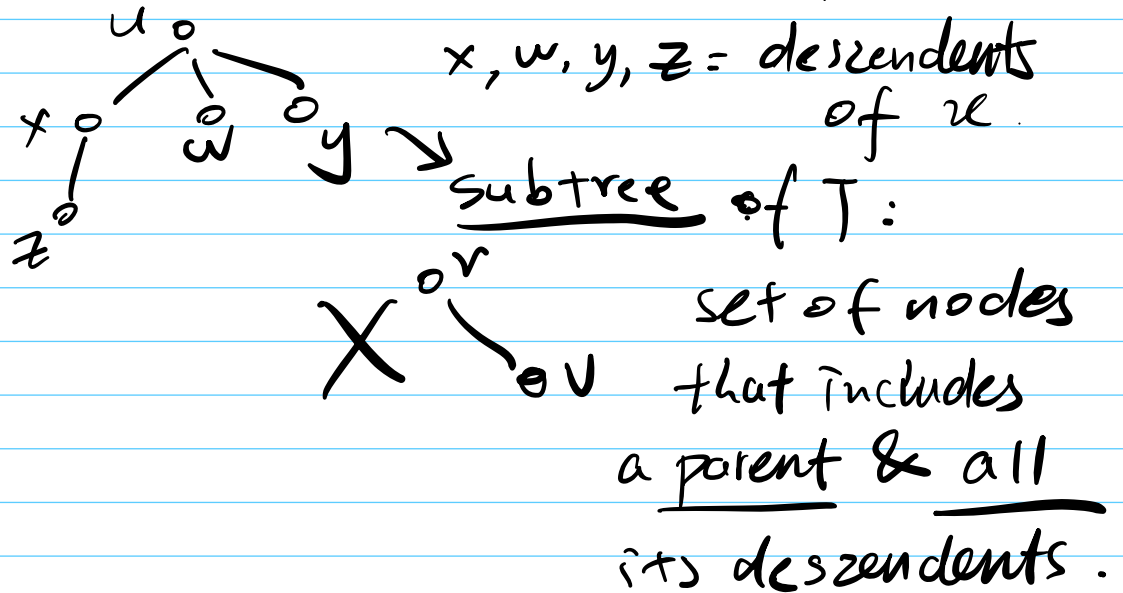 u
x, w, y, z = deszendents
of u.
x
w
y
subtree of T:
z
r
set of nodes
X
v
that includes
a parent & all
its deszendents.